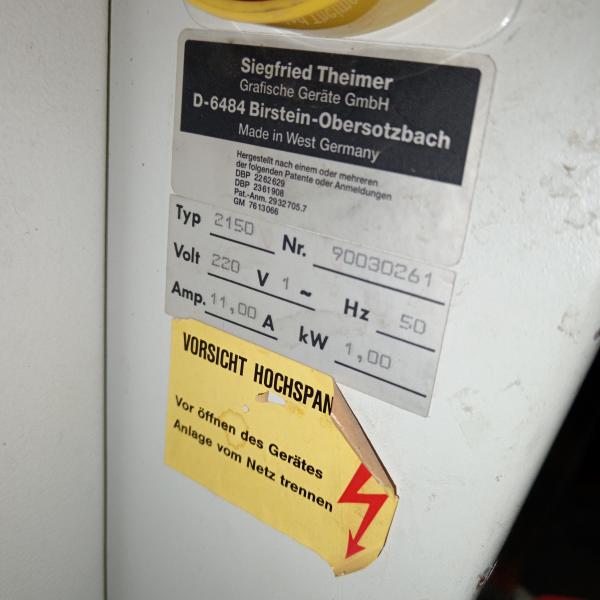 Siegfried Theimer
Grafische Geräte GmbH
D-6484 Birstein-Obersotzbach
Made in West Germany
Hergestellt nach einem oder mehreren
der folgenden Patente oder Anmeldungen
DBP 2262629
DBP 2361908
Pat.-Anm. 2932705.7
GM 7613066
Typ 2150 Nr. 90030261
Volt 220 V 1 ~ Hz 50
Amp. 11,00 A kW 1,00
VORSICHT HOCHSPAN
Vor öffnen des Gerätes
Anlage vom Netz trennen